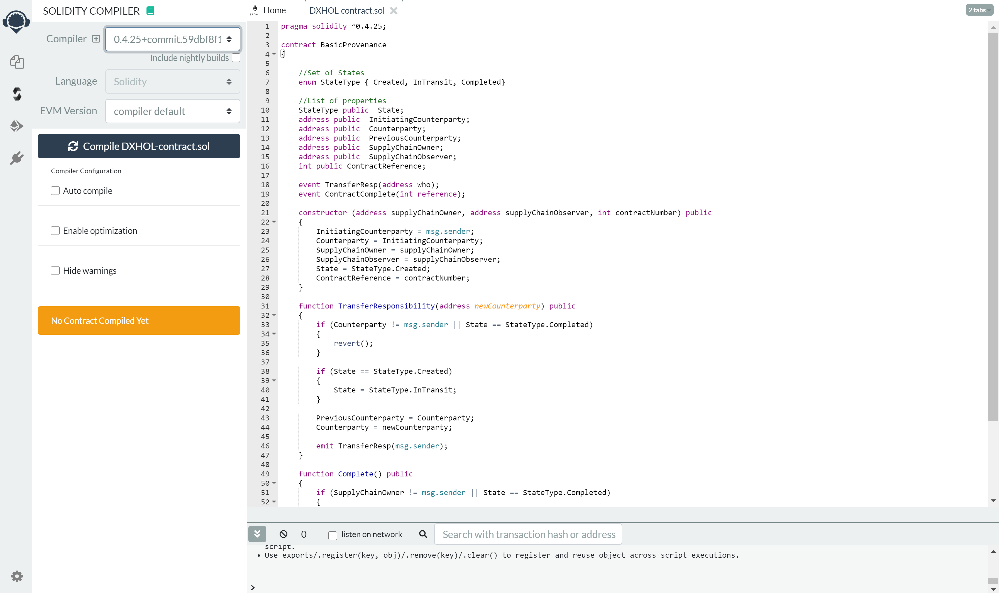 SOLIDITY COMPILER
Compiler
0.4.25+commit.59dbf8f1
Include nightly builds
Language
Solidity
EVM Version
compiler default
Compile DXHOL-contract.sol
Compiler Configuration
Auto compile
Enable optimization
Hide warnings
No Contract Compiled Yet
remix
Home
DXHOL-contract.sol
2 tabs
1 pragma solidity ^0.4.25;
2
3 contract BasicProvenance
4 {
5
6     //Set of States
7     enum StateType { Created, InTransit, Completed}
8
9     //List of properties
10     StateType public  State;
11     address public  InitiatingCounterparty;
12     address public  Counterparty;
13     address public  PreviousCounterparty;
14     address public  SupplyChainOwner;
15     address public  SupplyChainObserver;
16     int public ContractReference;
17
18     event TransferResp(address who);
19     event ContractComplete(int reference);
20
21     constructor (address supplyChainOwner, address supplyChainObserver, int contractNumber) public
22     {
23         InitiatingCounterparty = msg.sender;
24         Counterparty = InitiatingCounterparty;
25         SupplyChainOwner = supplyChainOwner;
26         SupplyChainObserver = supplyChainObserver;
27         State = StateType.Created;
28         ContractReference = contractNumber;
29     }
30
31     function TransferResponsibility(address newCounterparty) public
32     {
33         if (Counterparty != msg.sender || State == StateType.Completed)
34         {
35             revert();
36         }
37
38         if (State == StateType.Created)
39         {
40             State = StateType.InTransit;
41         }
42
43         PreviousCounterparty = Counterparty;
44         Counterparty = newCounterparty;
45
46         emit TransferResp(msg.sender);
47     }
48
49     function Complete() public
50     {
51         if (SupplyChainOwner != msg.sender || State == StateType.Completed)
52         {
0
listen on network
Search with transaction hash or address
script.
• Use exports/.register(key, obj)/.remove(key)/.clear() to register and reuse object across script executions.
>